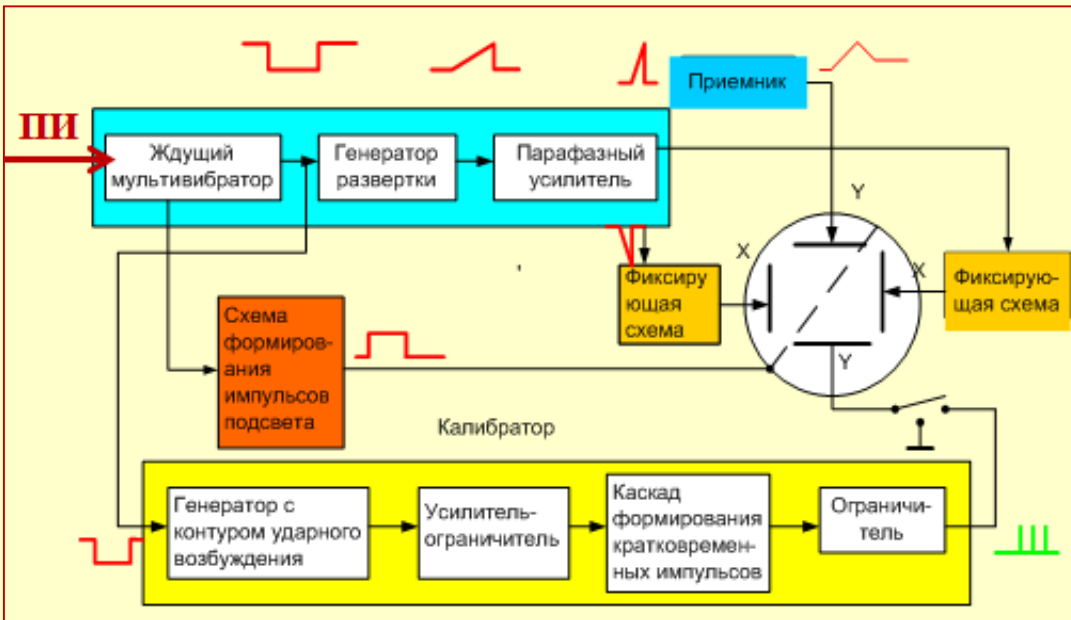 Приемник
ПИ
Ждущий
мультивибратор
Генератор
развертки
Парафазный
усилитель
Y
X
X
Фиксиру
ющая
схема
Фиксирую-
щая схема
Схема
формиров-
ания
импульсов
подсвета
Y
Калибратор
Генератор с
контуром ударного
возбуждения
Усилитель-
ограничитель
Каскад
формирования
кратковремен-
ных импульсов
Ограничи-
тель